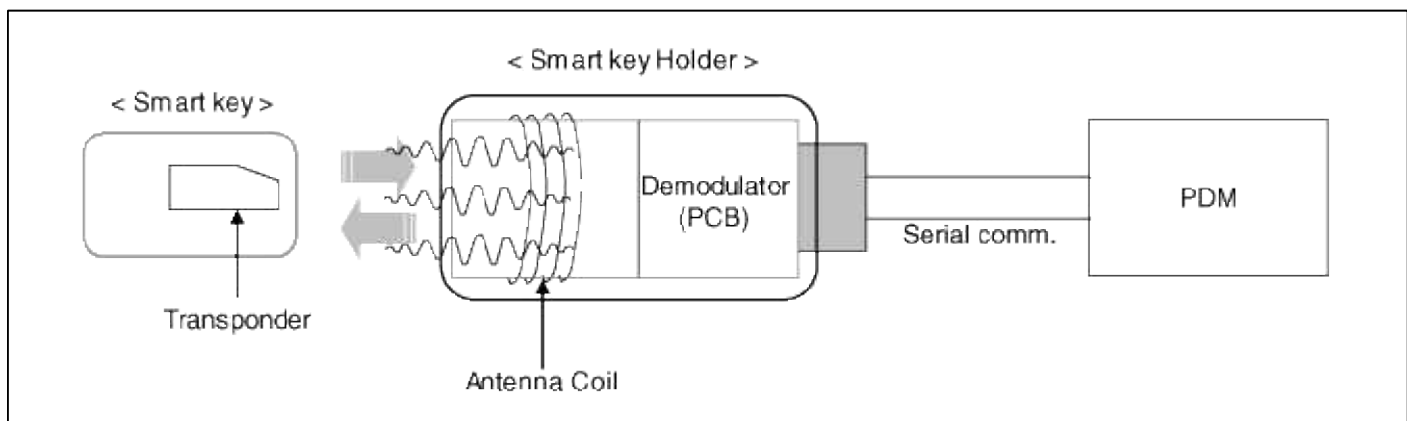 < Smart key Holder >
< Smart key >
Demodulator
(PCB)
PDM
Serial comm.
Transponder
Antenna Coil